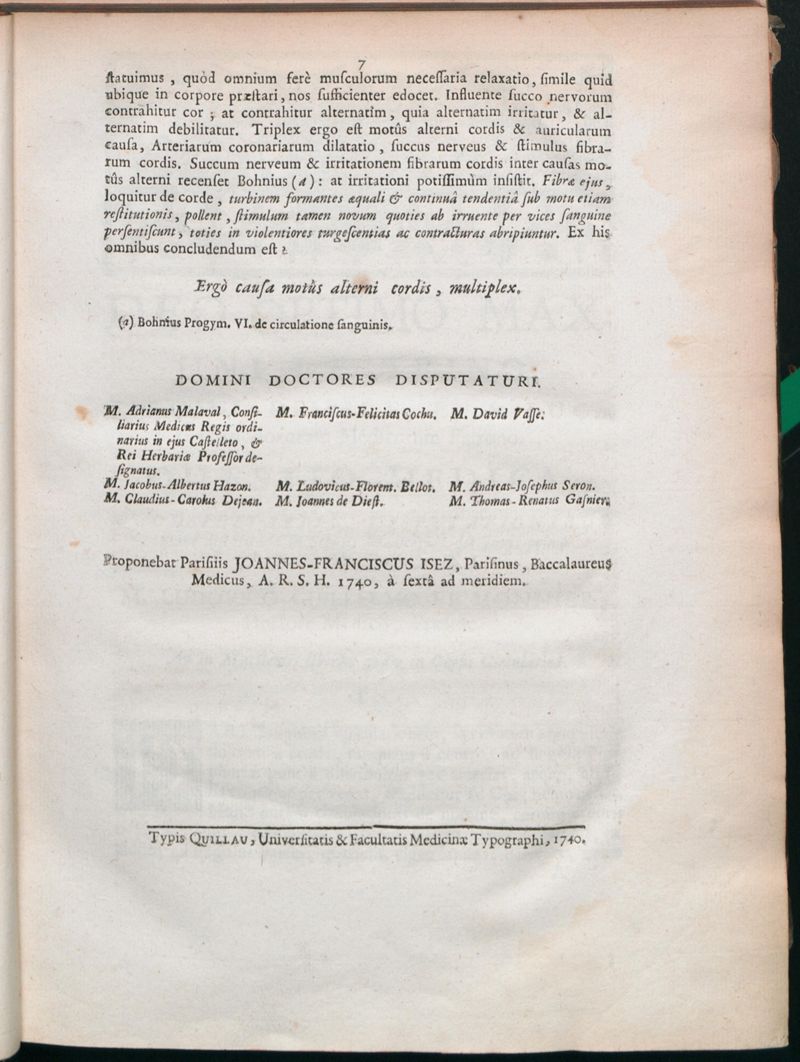 7
ſtatuimus , quòd omnium ferè muſculorum neceſſaria relaxatio, ſimile quid
ubique in corpore præſtari, nos ſufficienter edocet. Influente ſucco nervorum
contrahitur cor ; at contrahitur alternatim, quia alternatim irritatur, & al-
ternatim debilitatur. Triplex ergo eſt motûs alterni cordis & auricularum
cauſa, Arteriarum coronariarum dilatatio, ſuccus nerveus & ſtimulus fibra-
rum cordis. Succum nerveum & irritationem fibrarum cordis inter cauſas mo-
tûs alterni recenſet Bohnius (a) : at irritationi potiſſimùm inſiſtit. Fibræ ejus,
loquitur de corde , turbinem formantes æquali & continuâ tendentiâ ſub motu etiam
reſtitutionis, pollent, ſtimulum tamen novum quoties ab irruente per vices ſanguine
perſentiſcunt, toties in violentiores turgeſcentias ac contracturas abripiuntur. Ex his
omnibus concludendum eſt :
Ergò cauſa motûs alterni cordis, multiplex.
(a) Bohnius Progym. VI. de circulatione ſanguinis.
DOMINI DOCTORES DISPUTATURI.
M. Adrianus Malaval, Conſi- M. Franciſcus-Felicitas Cochu. M. David Vaſſe.
liarius Medicus Regis ordi-
narius in ejus Caſtelleto, &
Rei Herbariæ Profeſſor de-
ſignatus.
M. Jacobus-Albertus Hazon. M. Ludovicus-Florent. Bellot. M. Andreas-Joſephus Seron.
M. Claudius-Carolus Dejean. M. Joannes de Dieſt. M. Thomas-Renatus Gaſnier.
Proponebat Pariſiis JOANNES-FRANCISCUS ISEZ, Pariſinus, Baccalaureus
Medicus, A. R. S. H. 1740, à ſextâ ad meridiem.
Typis QUILLAU, Univerſitatis & Facultatis Medicinæ Typographi, 1740.